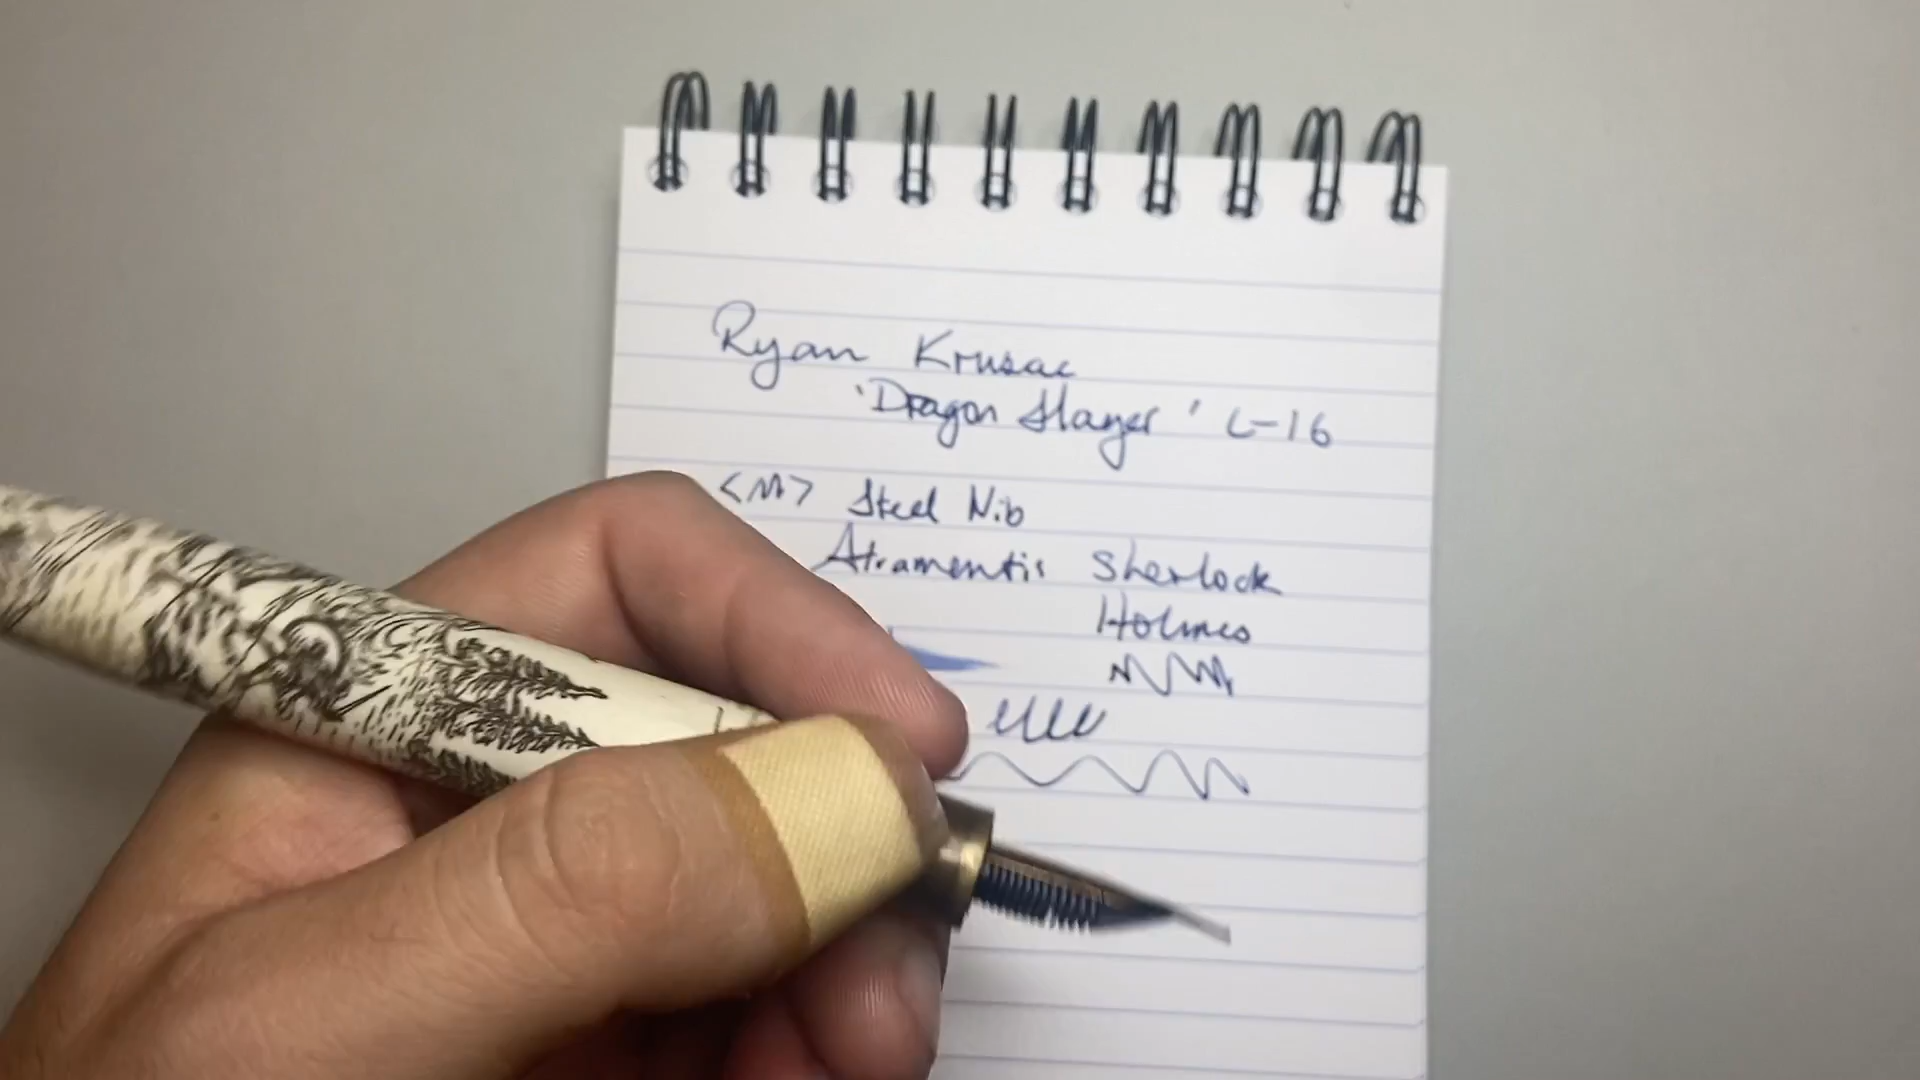 Ryan Krusac
'Dragon Slayer' L-16
<M> Steel Nib
Atramentis Sherlock
Holmes